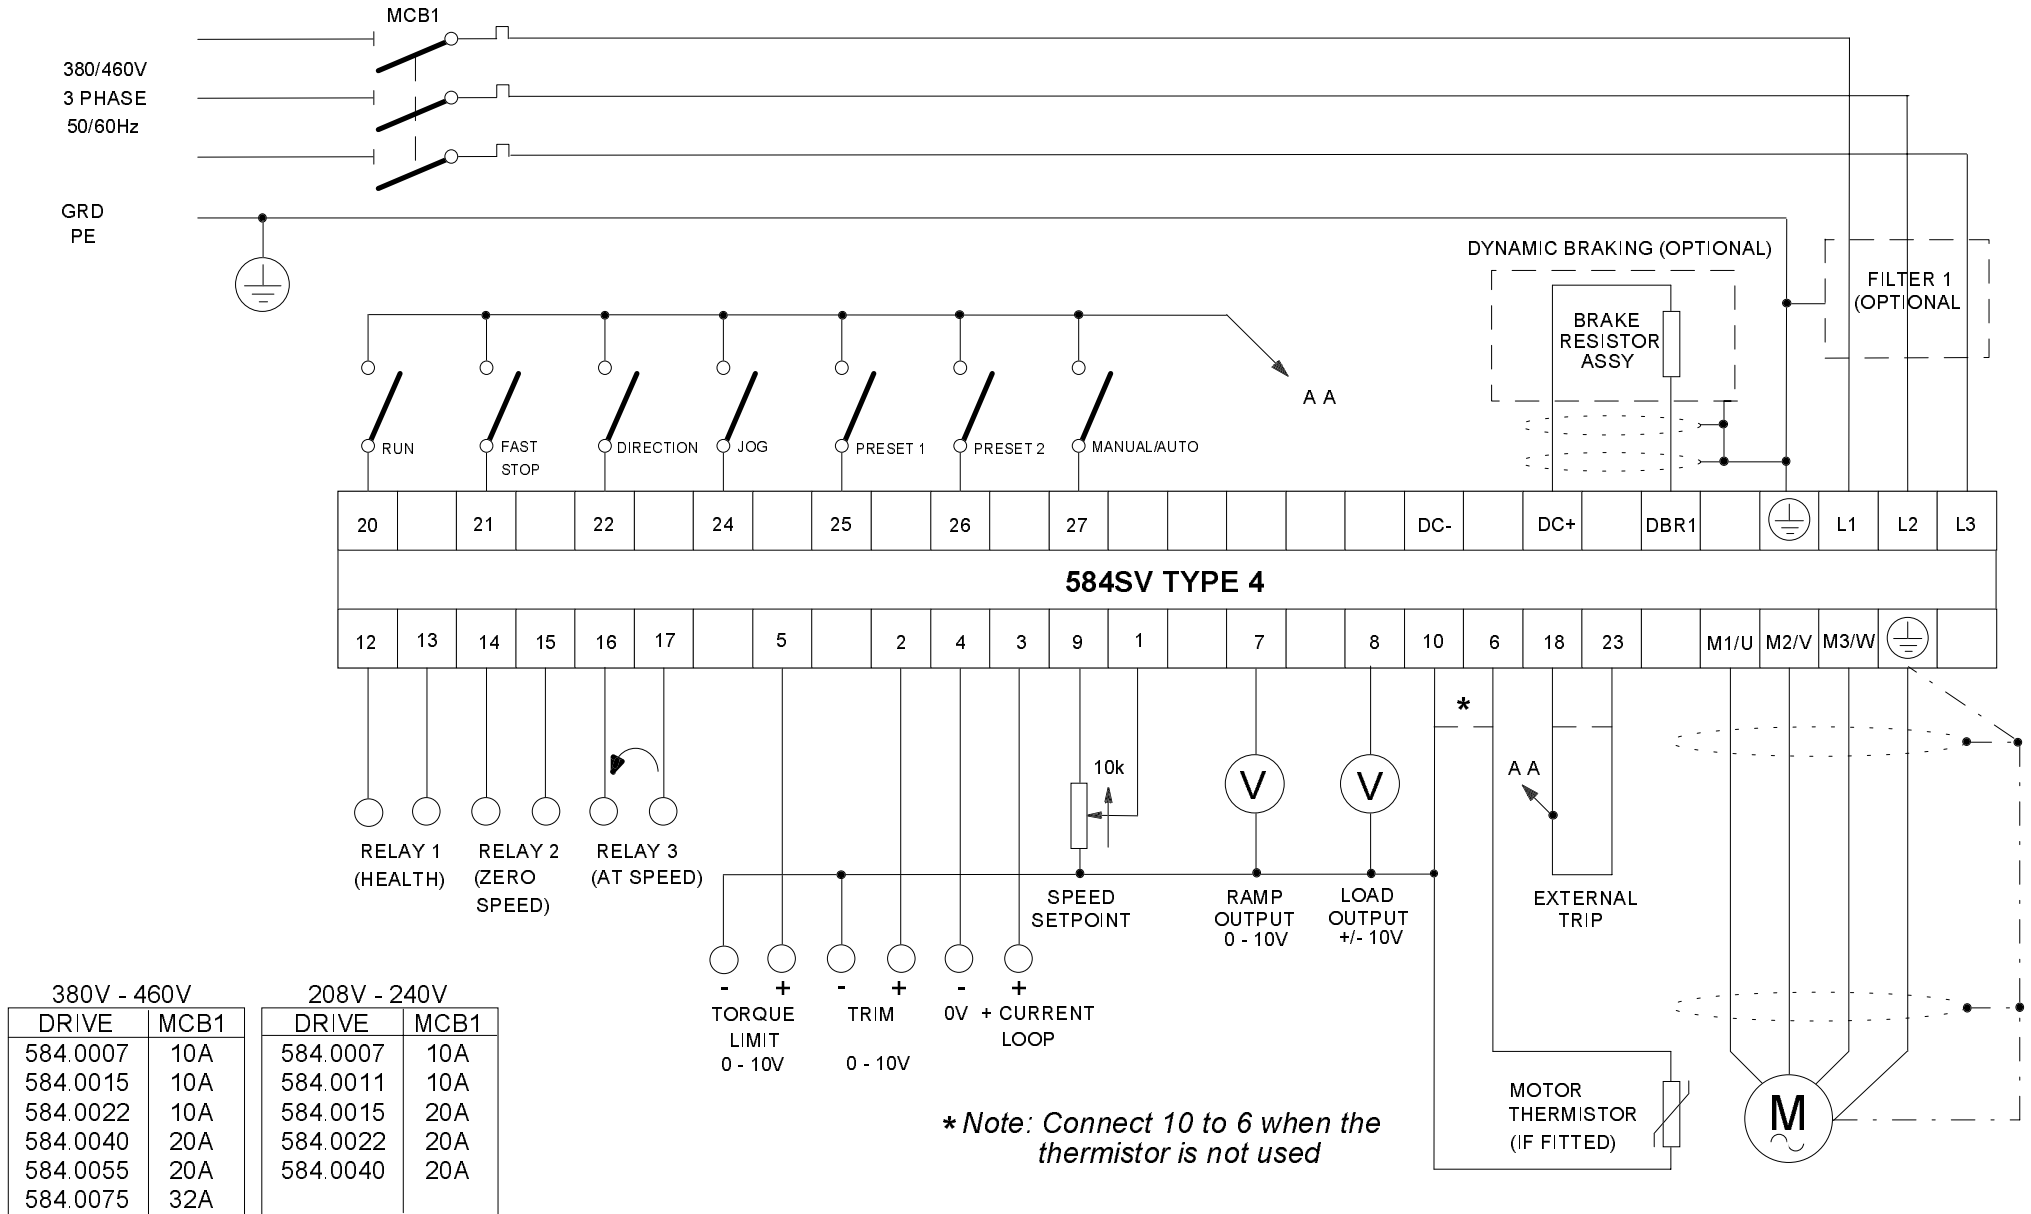 MCB1
380/460V
3 PHASE
50/60Hz
GRD
PE
DYNAMIC BRAKING (OPTIONAL)
FILTER 1
(OPTIONAL
BRAKE
RESISTOR
ASSY
A A
RUN
FAST
STOP
DIRECTION
JOG
PRESET 1
PRESET 2
MANUAL/AUTO
20 21 22 24 25 26 27 DC- DC+ DBR1 L1 L2 L3
584SV TYPE 4
12 13 14 15 16 17 5 2 4 3 9 1 7 8 10 6 18 23 M1/U M2/V M3/W
*
10k
V
V
A A
RELAY 1
(HEALTH)
RELAY 2
(ZERO
SPEED)
RELAY 3
(AT SPEED)
SPEED
SETPOINT
RAMP
OUTPUT
0 - 10V
LOAD
OUTPUT
+/- 10V
EXTERNAL
TRIP
- + - + - +
TORQUE
LIMIT
0 - 10V
TRIM
0 - 10V
0V + CURRENT
LOOP
MOTOR
THERMISTOR
(IF FITTED)
M
* Note: Connect 10 to 6 when the
thermistor is not used
380V - 460V
DRIVE MCB1
584.0007 10A
584.0015 10A
584.0022 10A
584.0040 20A
584.0055 20A
584.0075 32A
208V - 240V
DRIVE MCB1
584.0007 10A
584.0011 10A
584.0015 20A
584.0022 20A
584.0040 20A